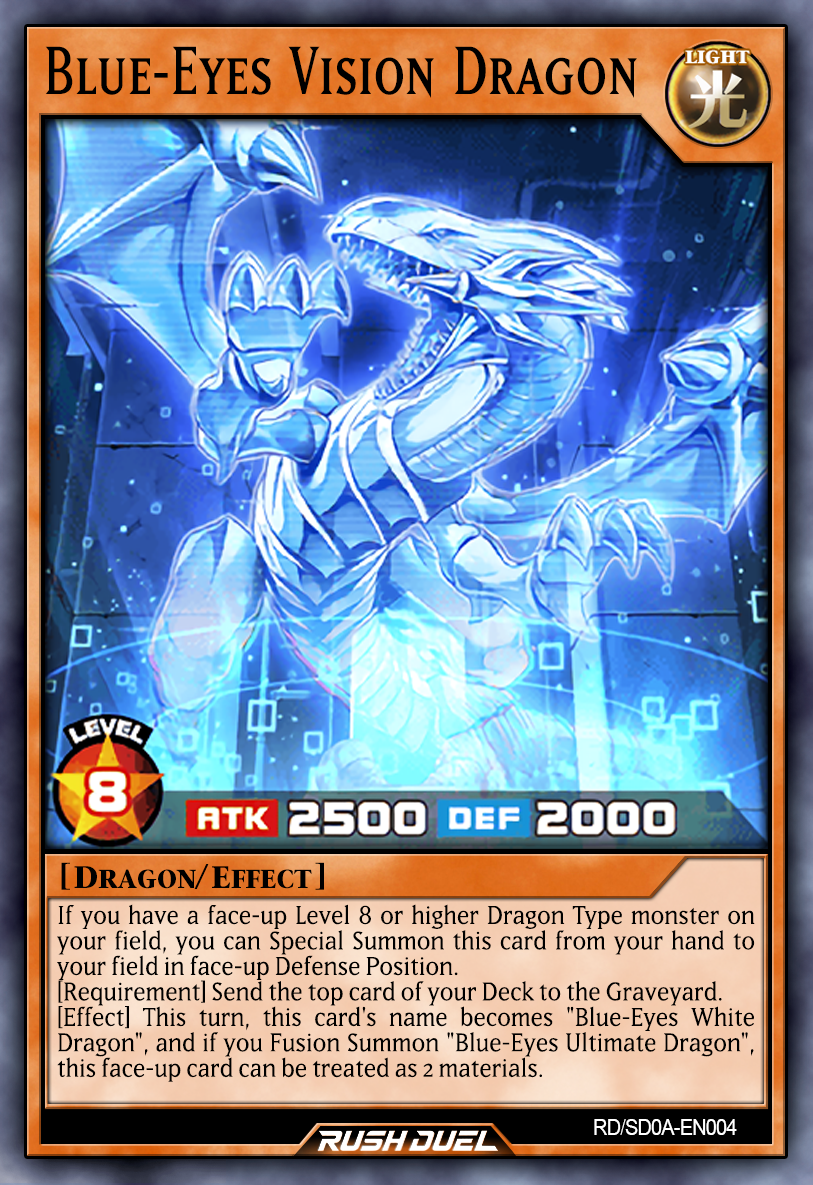 BLUE-EYES VISION DRAGON
LIGHT
光
LEVEL
8
ATK 2500 DEF 2000
[DRAGON/EFFECT]
If you have a face-up Level 8 or higher Dragon Type monster on
your field, you can Special Summon this card from your hand to
your field in face-up Defense Position.
[Requirement] Send the top card of your Deck to the Graveyard.
[Effect] This turn, this card's name becomes "Blue-Eyes White
Dragon", and if you Fusion Summon "Blue-Eyes Ultimate Dragon",
this face-up card can be treated as 2 materials.
RD/SD0A-EN004
RUSH DUEL